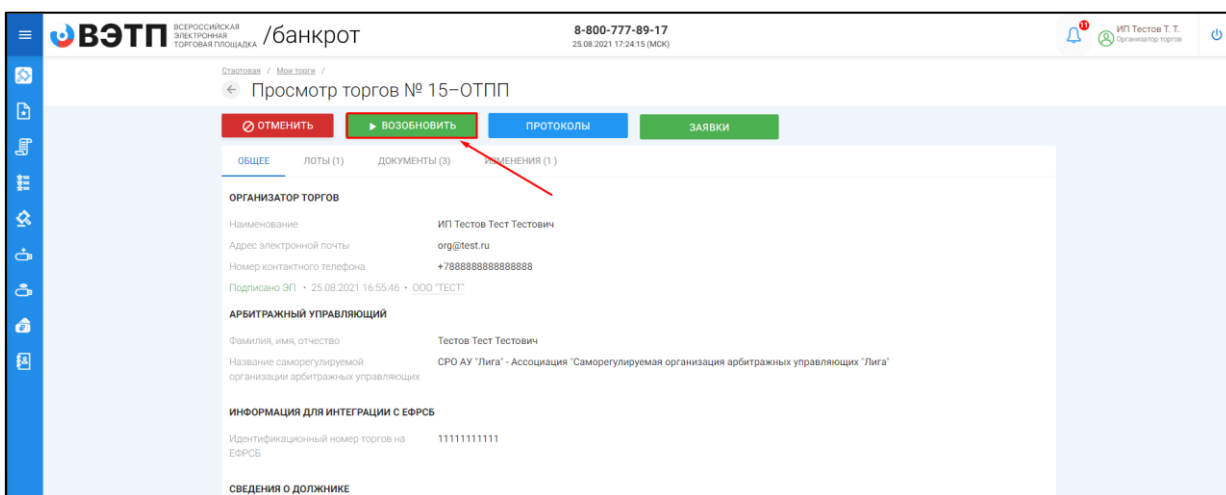 ВЭТП ВСЕРОССИЙСКАЯ ЭЛЕКТРОННАЯ ТОРГОВАЯ ПЛОЩАДКА /банкрот
8-800-777-89-17
25.08.2021 17:24:15 (МСК)
11
ИП Тестов Т. Т.
Организатор торгов
Стартовая / Мои торги /
Просмотр торгов № 15-ОТПП
ОТМЕНИТЬ ВОЗОБНОВИТЬ ПРОТОКОЛЫ ЗАЯВКИ
ОБЩЕЕ ЛОТЫ (1) ДОКУМЕНТЫ (3) ИЗМЕНЕНИЯ (1 )
ОРГАНИЗАТОР ТОРГОВ
Наименование ИП Тестов Тест Тестович
Адрес электронной почты org@test.ru
Номер контактного телефона +7888888888888888
Подписано ЭП • 25.08.2021 16:55:46 • ООО "ТЕСТ"
АРБИТРАЖНЫЙ УПРАВЛЯЮЩИЙ
Фамилия, имя, отчество Тестов Тест Тестович
Название саморегулируемой СРО АУ "Лига" - Ассоциация "Саморегулируемая организация арбитражных управляющих "Лига"
организации арбитражных управляющих
ИНФОРМАЦИЯ ДЛЯ ИНТЕГРАЦИИ С ЕФРСБ
Идентификационный номер торгов на 11111111111
ЕФРСБ
СВЕДЕНИЯ О ДОЛЖНИКЕ